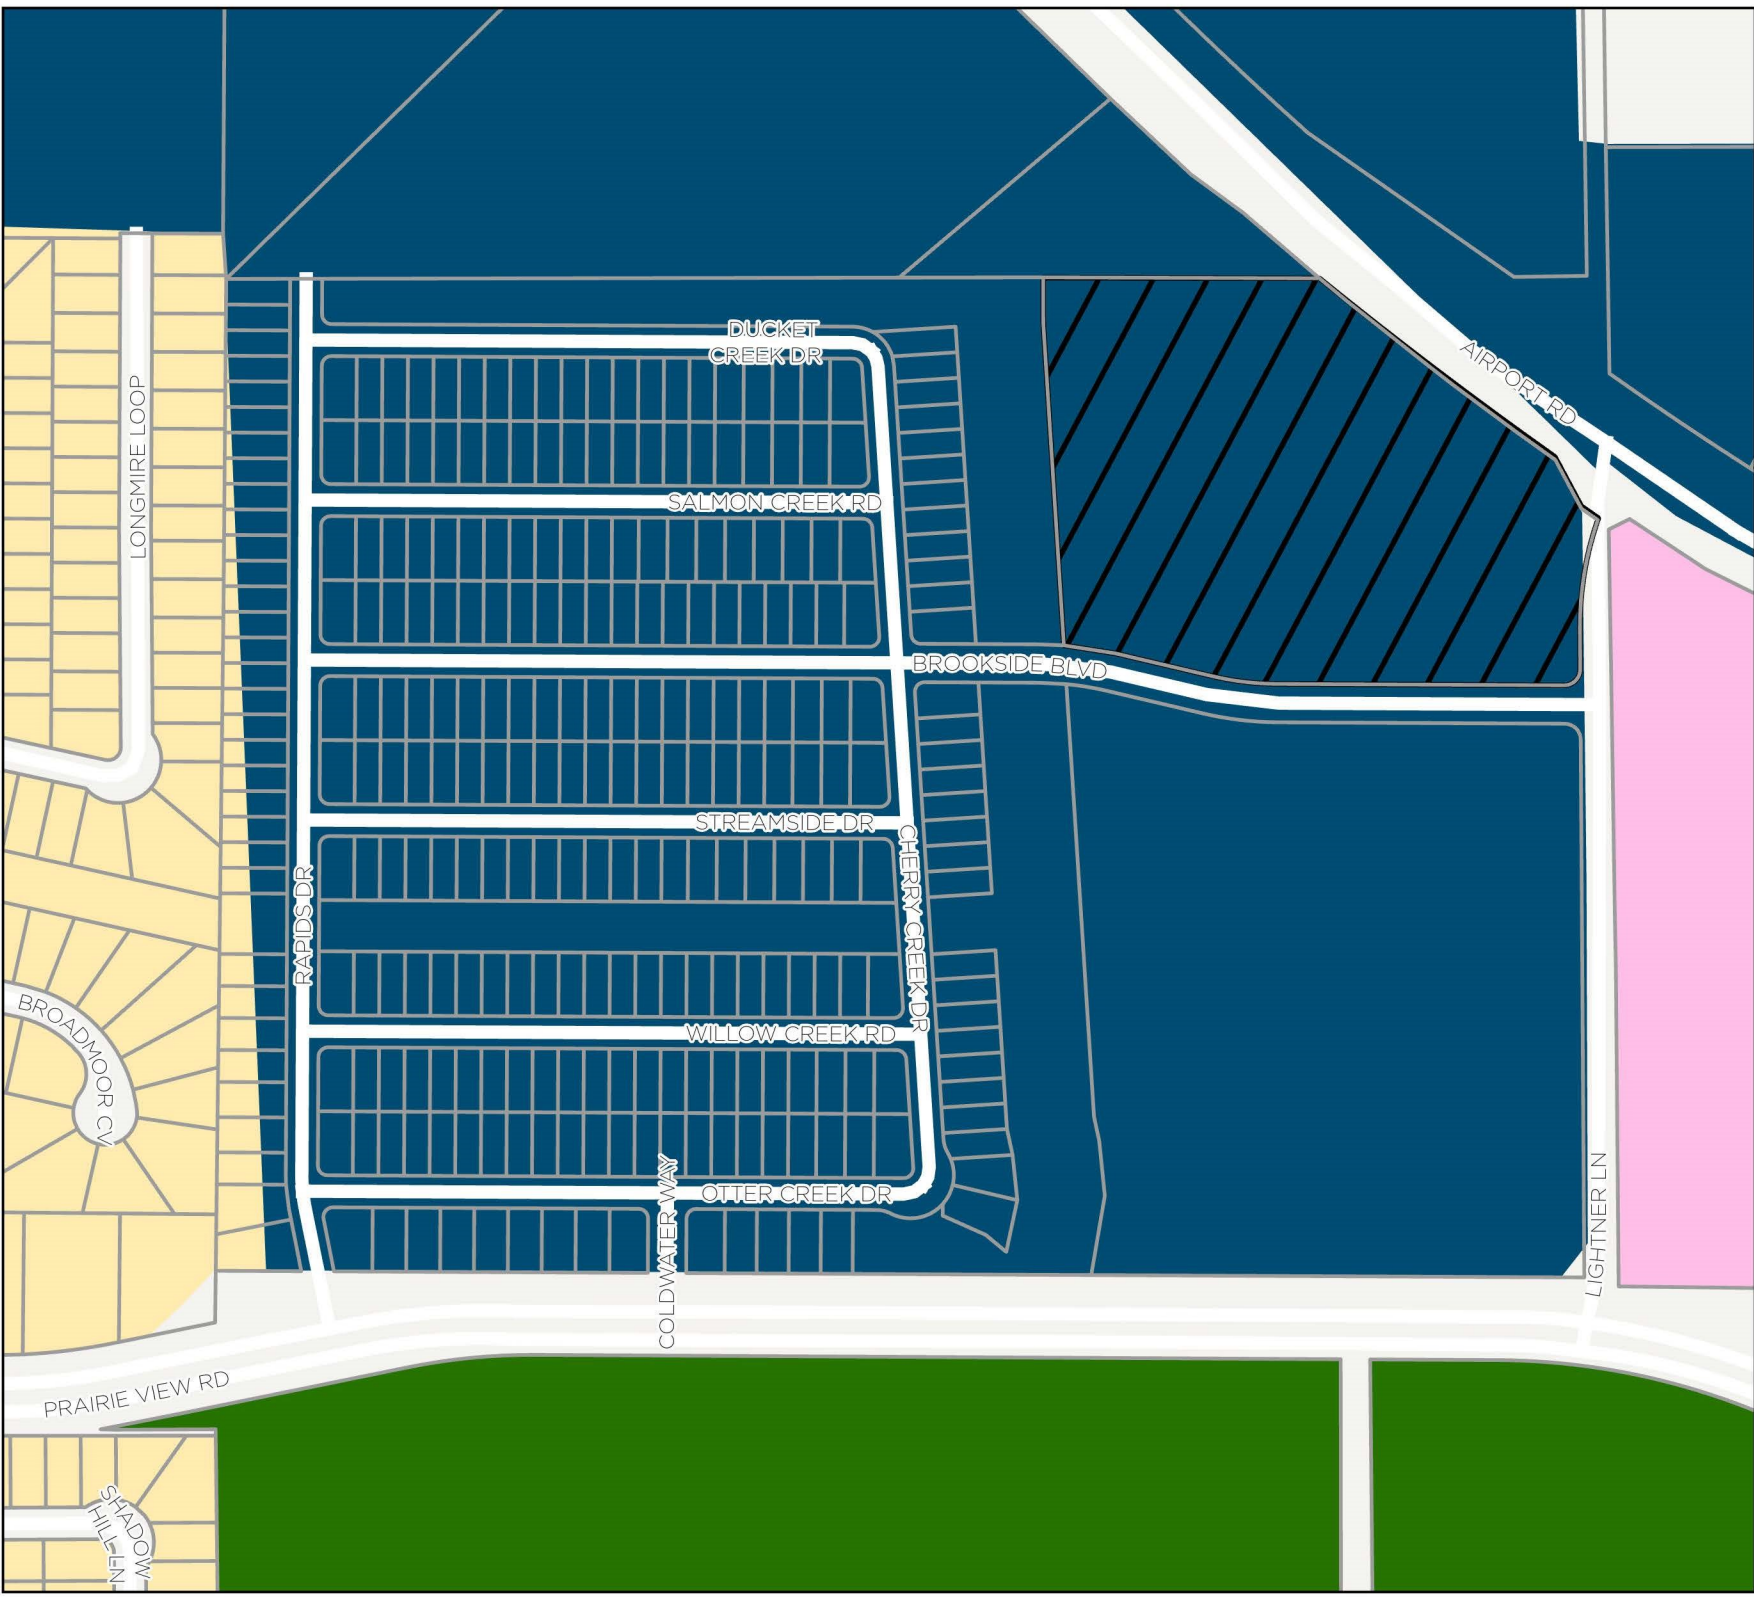 DUCKET
CREEK DR
AIRPORT RD
LONGMIRE LOOP
SALMON CREEK RD
BROOKSIDE BLVD
STREAMSIDE DR
CHERRY CREEK DR
RAPIDS DR
BROADMOOR CV
WILLOW CREEK RD
COLDWATER WAY
OTTER CREEK DR
LIGHTNER LN
PRAIRIE VIEW RD
SHADOW
HILL LN